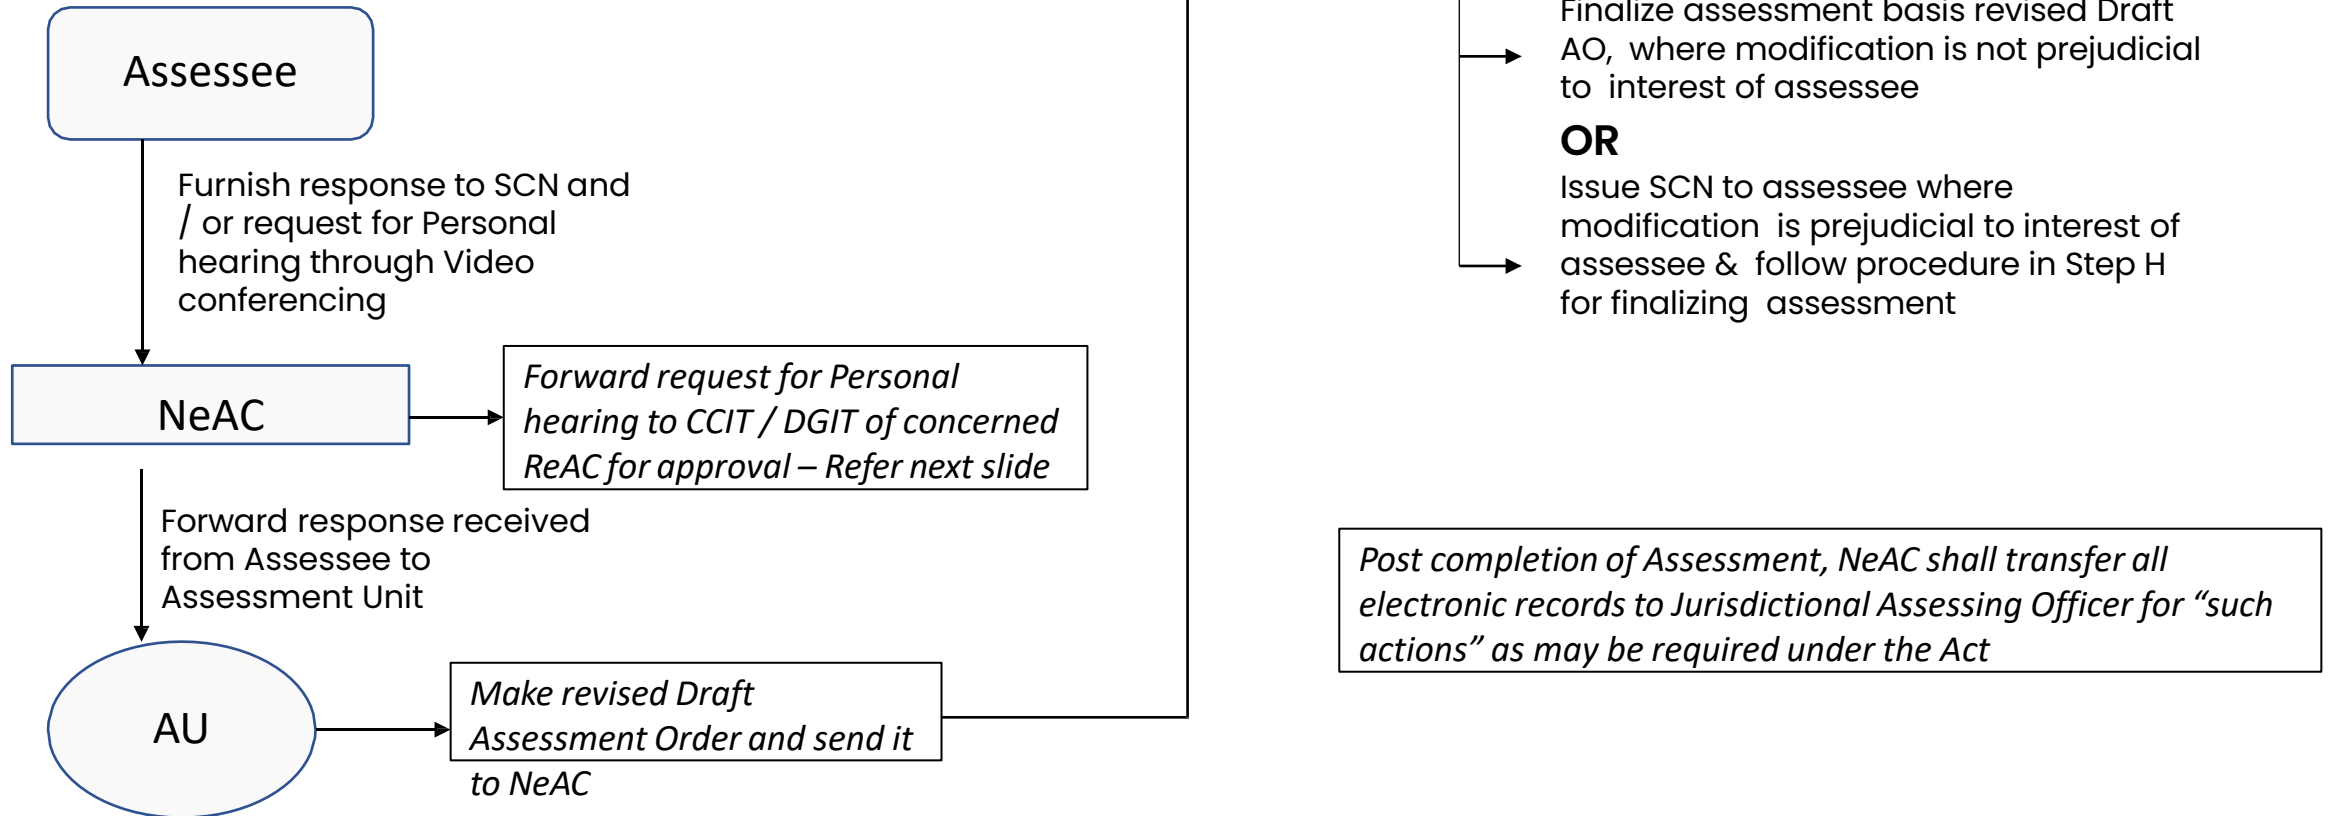 Assessee
Furnish response to SCN and
/ or request for Personal
hearing through Video
conferencing
NeAC
Forward request for Personal
hearing to CCIT / DGIT of concerned
ReAC for approval – Refer next slide
Forward response received
from Assessee to
Assessment Unit
AU
Make revised Draft
Assessment Order and send it
to NeAC
Finalize assessment basis revised Draft
AO, where modification is not prejudicial
to interest of assessee
OR
Issue SCN to assessee where
modification is prejudicial to interest of
assessee & follow procedure in Step H
for finalizing assessment
Post completion of Assessment, NeAC shall transfer all
electronic records to Jurisdictional Assessing Officer for “such
actions” as may be required under the Act